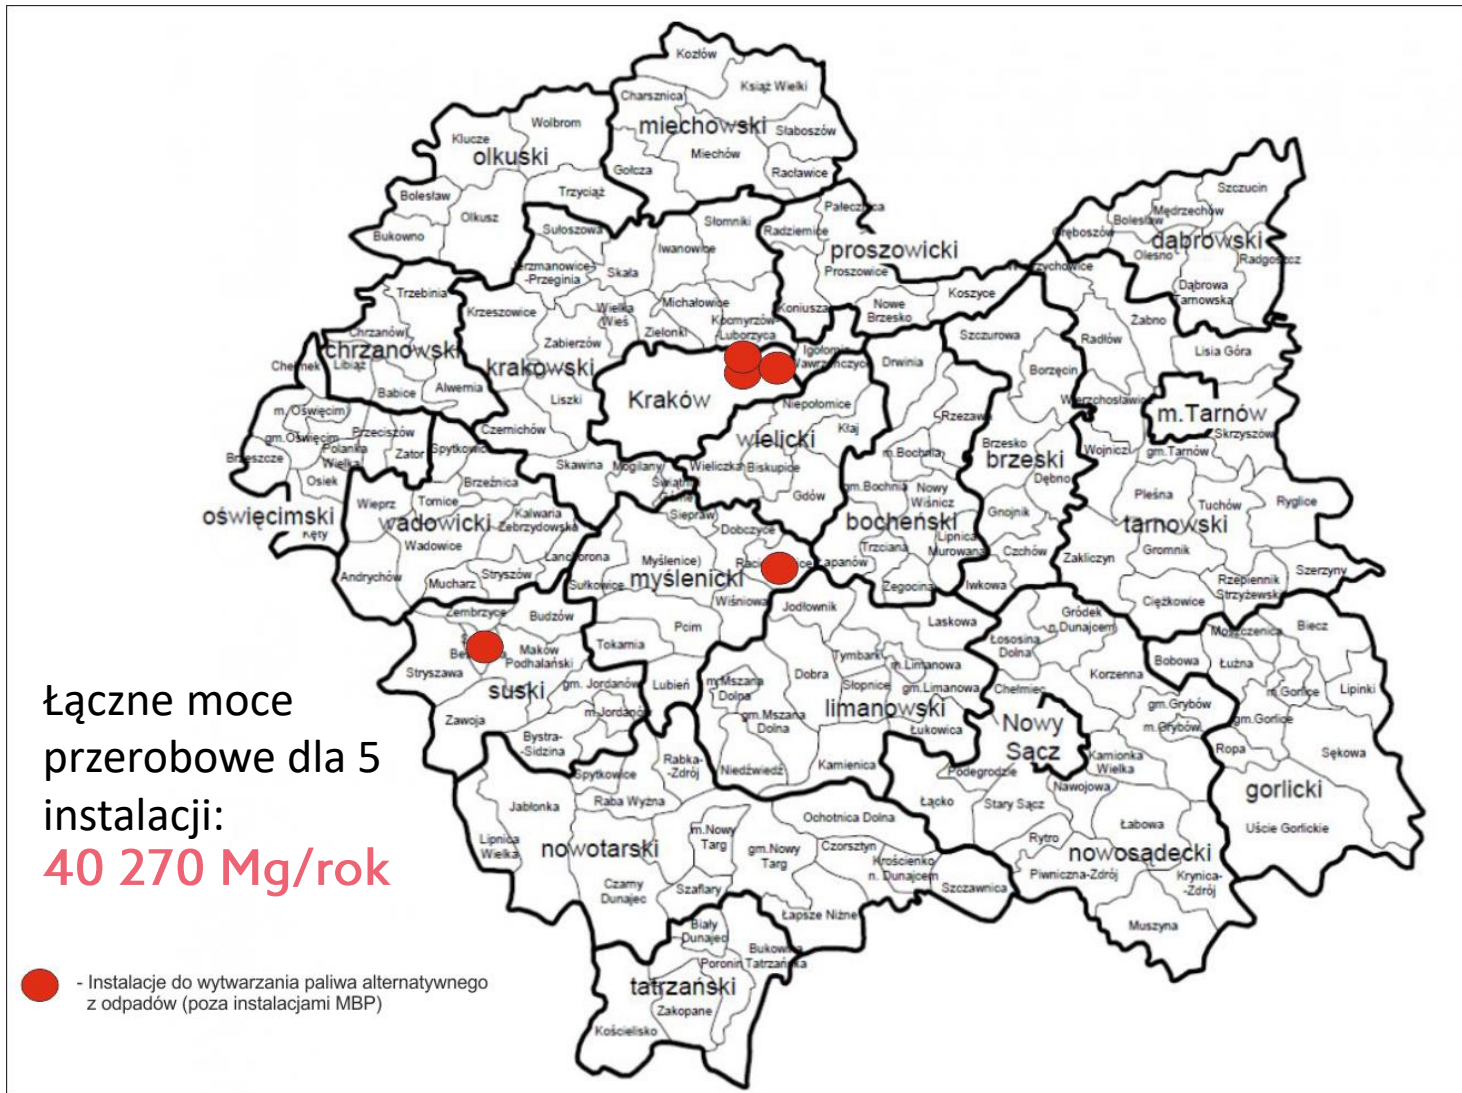 Kozłów
Książ Wielki
Charsznica
miechowski
Słaboszów
Miechów
Gołcza
Racławice
Wolbrom
Klucze
olkuski
Trzyciąż
Bolesław
Olkusz
Bukowno
Słomniki
Sułoszowa
Iwanowice
Skała
-Przeginia
Michałowice
Wielka
Wieś
Zielonki
Krzeszowice
Zabierzów
krakowski
Liszki
Czernichów
Skawina
Mogilany
Kocmyrzów-
-Luborzyca
Pałecznica
Radziemice
proszowicki
Proszowice
Koniusza
Nowe
Brzesko
Koszyce
Szczucin
Mędrzechów
Bolesław
dąbrowski
Olesno
Radgoszcz
Dąbrowa
Tarnowska
Trzebinia
Chrzanów
chrzanowski
Libiąż
Babice
Alwernia
Chełmek
Kraków
Niepołomice
Kłaj
wielicki
Wieliczka
Biskupice
Gdów
Drwinia
Rzezawa
m.Bochnia
gm.Bochnia
Nowy
Wiśnicz
bocheński
Lipnica
Murowana
Trzciana
Łapanów
Żegocina
Szczurowa
Borzęcin
Brzesko
brzeski
Dębno
Gnojnik
Czchów
Iwkowa
Żabno
Radłów
Lisia Góra
Wierzchosławice
m.Tarnów
Skrzyszów
Wojnicz
gm.Tarnów
Pleśna
Tuchów
Ryglice
tarnowski
Gromnik
Zakliczyn
Rzepiennik
Strzyżewski
Szerzyny
Ciężkowice
m. Oświęcim
gm.Oświęcim
Przeciszów
Polanka
Wielka
Zator
Brzeszcze
Osiek
oświęcimski
Kęty
Spytkowice
Brzeźnica
Wieprz
Tomice
wadowicki
Kalwaria
Zebrzydowska
Wadowice
Andrychów
Mucharz
Stryszów
Lanckorona
Siepraw
Dobczyce
Myślenice
Sułkowice
myślenicki
Wiśniowa
Pcim
Tokarnia
Lubień
Zembrzyce
Budzów
Maków
Podhalański
Stryszawa
suski
gm. Jordanów
m.Jordanów
Zawoja
Bystra-
-Sidzina
Jodłownik
Laskowa
Tymbark
m.Limanowa
Dobra
Słopnice
gm.Limanowa
limanowski
Łukowica
m.Mszana
Dolna
gm.Mszana
Dolna
Niedźwiedź
Kamienica
Gródek
n.Dunajcem
Łososina
Dolna
Korzenna
Chełmiec
Nowy
Sącz
gm.Grybów
m.Grybów
Kamionka
Wielka
Podegrodzie
Nawojowa
Łącko
Stary Sącz
Łabowa
Rytro
nowosądecki
Piwniczna-Zdrój
Krynica-
-Zdrój
Muszyna
Biecz
Moszczenica
Bobowa
Łużna
m.Gorlice
Lipinki
gm.Gorlice
Ropa
Sękowa
gorlicki
Uście Gorlickie
Spytkowice
Rabka-
-Zdrój
Raba Wyżna
Jabłonka
Lipnica
Wielka
nowotarski
m.Nowy
Targ
gm.Nowy
Targ
Ochotnica Dolna
Czorsztyn
Krościenko
n. Dunajcem
Szczawnica
Czarny
Dunajec
Szaflary
Łapsze Niżne
Biały
Dunajec
Bukowina
Tatrzańska
Poronin
tatrzański
Zakopane
Kościelisko
Łączne moce
przerobowe dla 5
instalacji:
40 270 Mg/rok
- Instalacje do wytwarzania paliwa alternatywnego
z odpadów (poza instalacjami MBP)